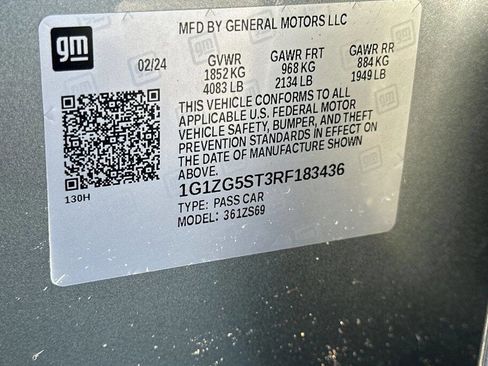 gm
MFD BY GENERAL MOTORS LLC
02/24 GVWR GAWR FRT GAWR RR
1852 KG 968 KG 884 KG
4083 LB 2134 LB 1949 LB
THIS VEHICLE CONFORMS TO ALL
APPLICABLE U.S. FEDERAL MOTOR
VEHICLE SAFETY, BUMPER, AND THEFT
PREVENTION STANDARDS IN EFFECT ON
THE DATE OF MANUFACTURE SHOWN
ABOVE.
130H
1G1ZG5ST3RF183436
TYPE: PASS CAR
MODEL: 361ZS69